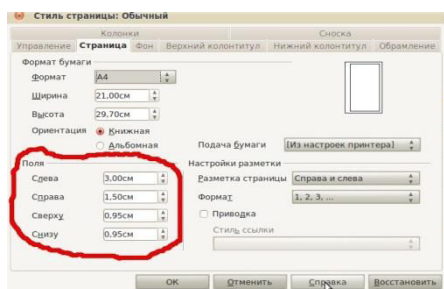 Стиль страницы: Обычный
Колонки Сноска
Управление Страница Фон Верхний колонтитул Нижний колонтитул Обрамление
Формат бумаги
Формат A4
Ширина 21,00см
Высота 29,70см
Ориентация Книжная
Альбомная Подача бумаги [Из настроек принтера]
Поля Настройки разметки
Слева 3,00см Разметка страницы Справа и слева
Справа 1,50см Формат 1, 2, 3, ...
Сверху 0,95см Приводка
Снизу 0,95см Стиль ссылки
ОК Отменить Справка Восстановить